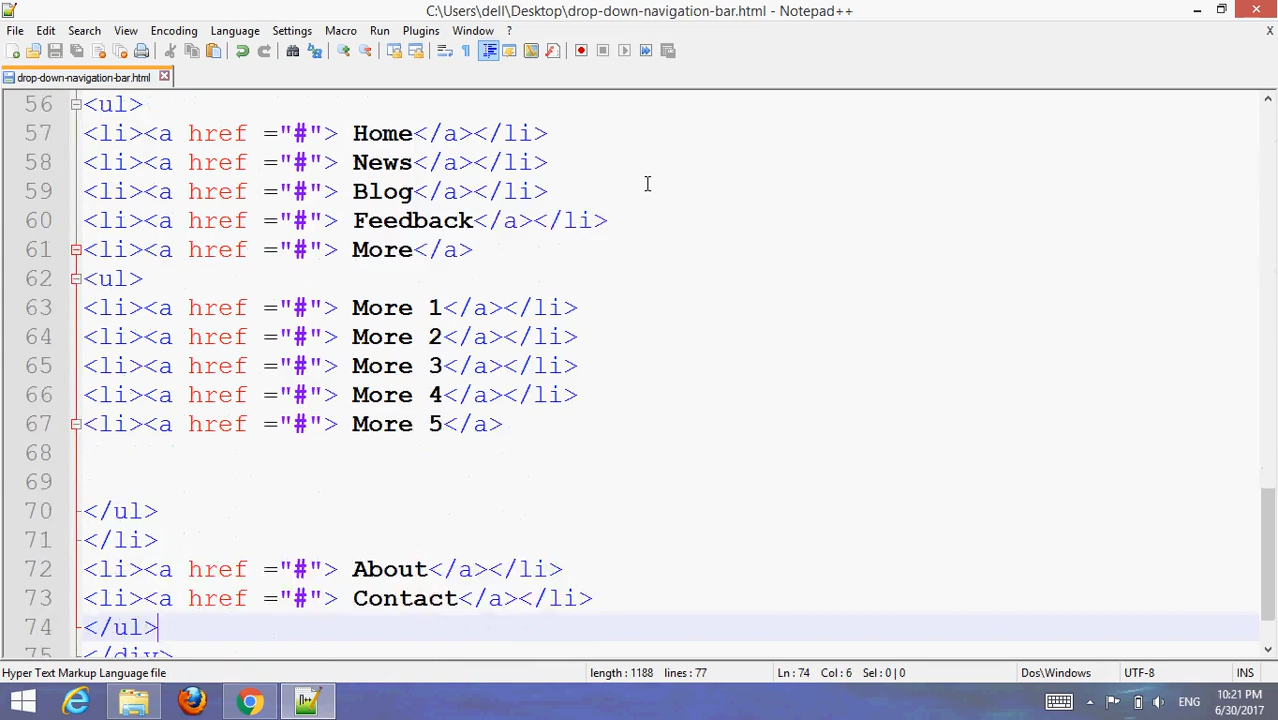 C:\Users\dell\Desktop\drop-down-navigation-bar.html - Notepad++
File Edit Search View Encoding Language Settings Macro Run Plugins Window ? X
drop-down-navigation-bar.html
56 <ul>
57 <li><a href ="#"> Home</a></li>
58 <li><a href ="#"> News</a></li>
59 <li><a href ="#"> Blog</a></li>
60 <li><a href ="#"> Feedback</a></li>
61 <li><a href ="#"> More</a>
62 <ul>
63 <li><a href ="#"> More 1</a></li>
64 <li><a href ="#"> More 2</a></li>
65 <li><a href ="#"> More 3</a></li>
66 <li><a href ="#"> More 4</a></li>
67 <li><a href ="#"> More 5</a>
68
69
70 </ul>
71 </li>
72 <li><a href ="#"> About</a></li>
73 <li><a href ="#"> Contact</a></li>
74 </ul>
75 </div>
Hyper Text Markup Language file length : 1188 lines : 77 Ln : 74 Col : 6 Sel : 0 | 0 Dos\Windows UTF-8 INS
ENG 10:21 PM
6/30/2017